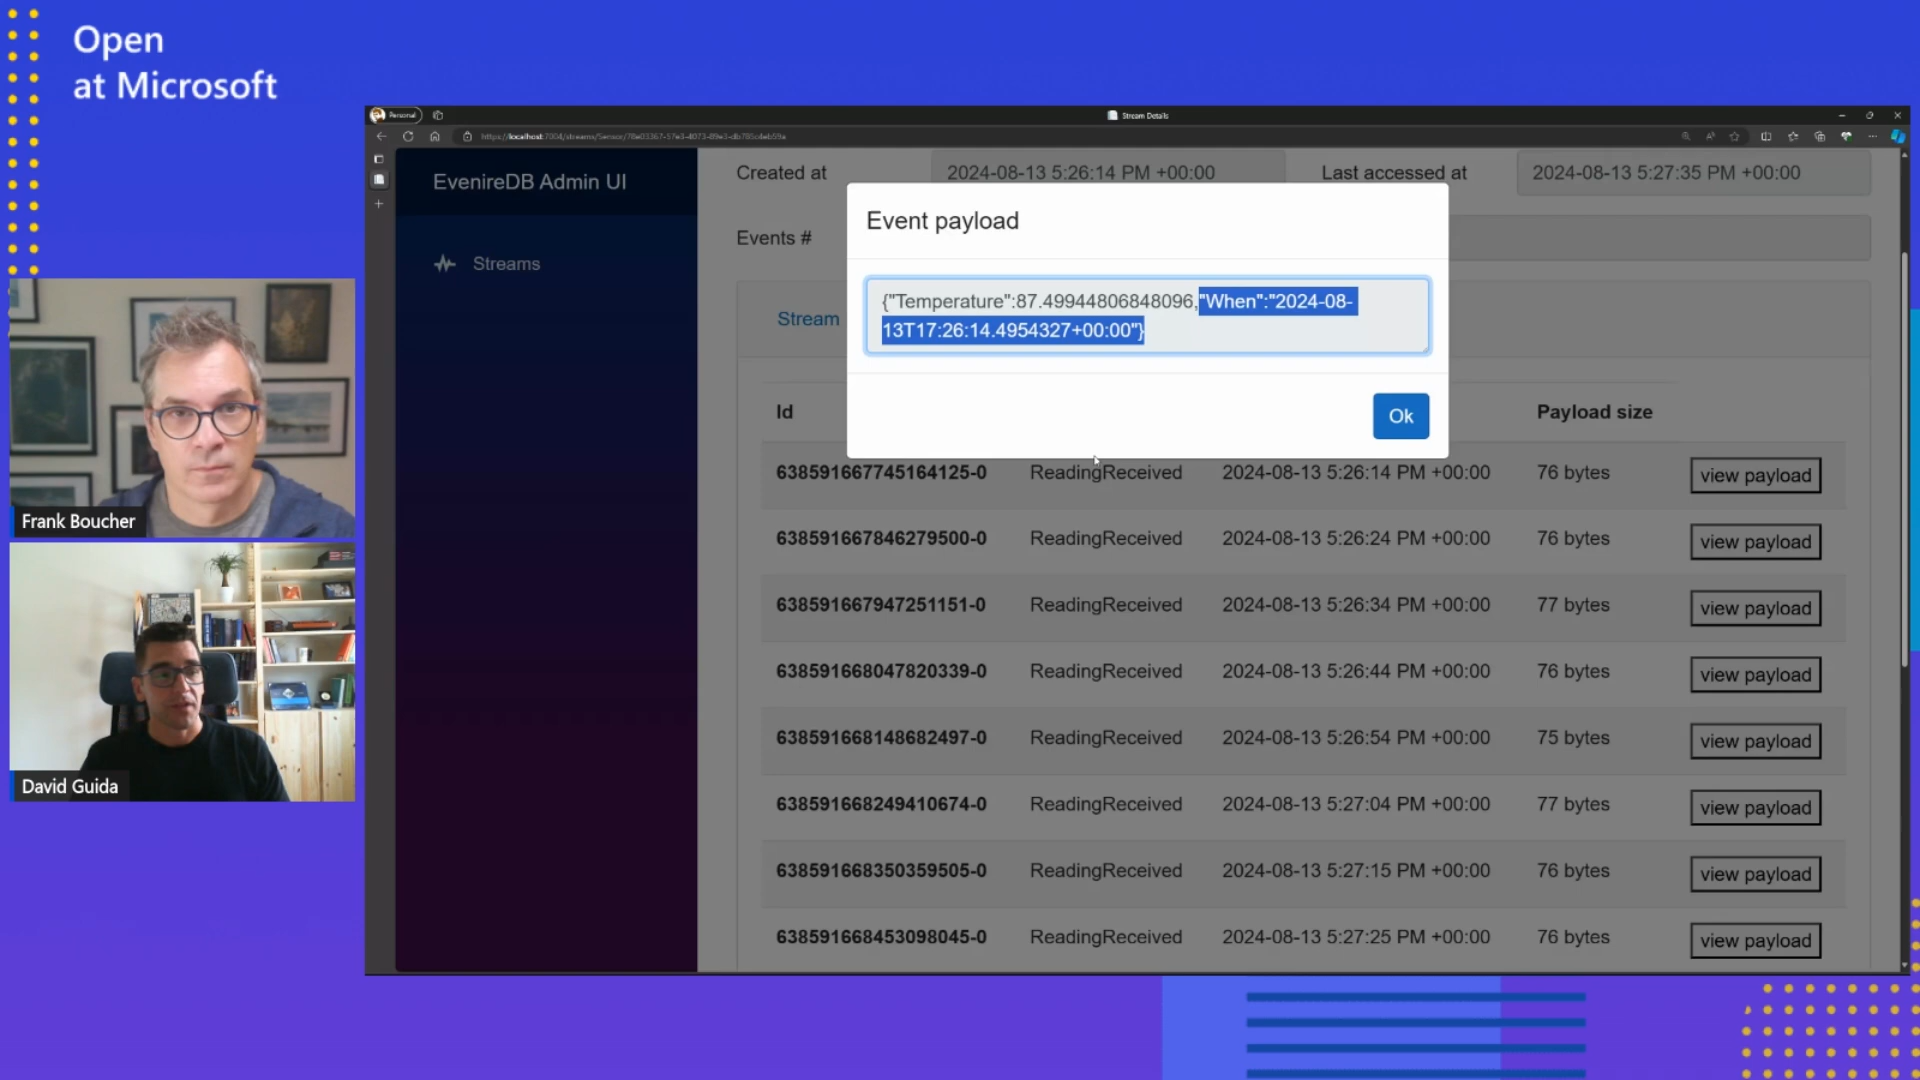 Open
at Microsoft
Personal
Stream Details
EvenireDB Admin UI
Streams
Created at
2024-08-13 5:26:14 PM +00:00
Last accessed at
2024-08-13 5:27:35 PM +00:00
Events #
Event payload
{"Temperature":87.49944806848096,"When":"2024-08-
13T17:26:14.4954327+00:00"}
Ok
Stream
Id
Payload size
638591667745164125-0 ReadingReceived 2024-08-13 5:26:14 PM +00:00 76 bytes view payload
638591667846279500-0 ReadingReceived 2024-08-13 5:26:24 PM +00:00 76 bytes view payload
638591667947251151-0 ReadingReceived 2024-08-13 5:26:34 PM +00:00 77 bytes view payload
638591668047820339-0 ReadingReceived 2024-08-13 5:26:44 PM +00:00 76 bytes view payload
638591668148682497-0 ReadingReceived 2024-08-13 5:26:54 PM +00:00 75 bytes view payload
638591668249410674-0 ReadingReceived 2024-08-13 5:27:04 PM +00:00 77 bytes view payload
638591668350359505-0 ReadingReceived 2024-08-13 5:27:15 PM +00:00 76 bytes view payload
638591668453098045-0 ReadingReceived 2024-08-13 5:27:25 PM +00:00 76 bytes view payload
Frank Boucher
David Guida